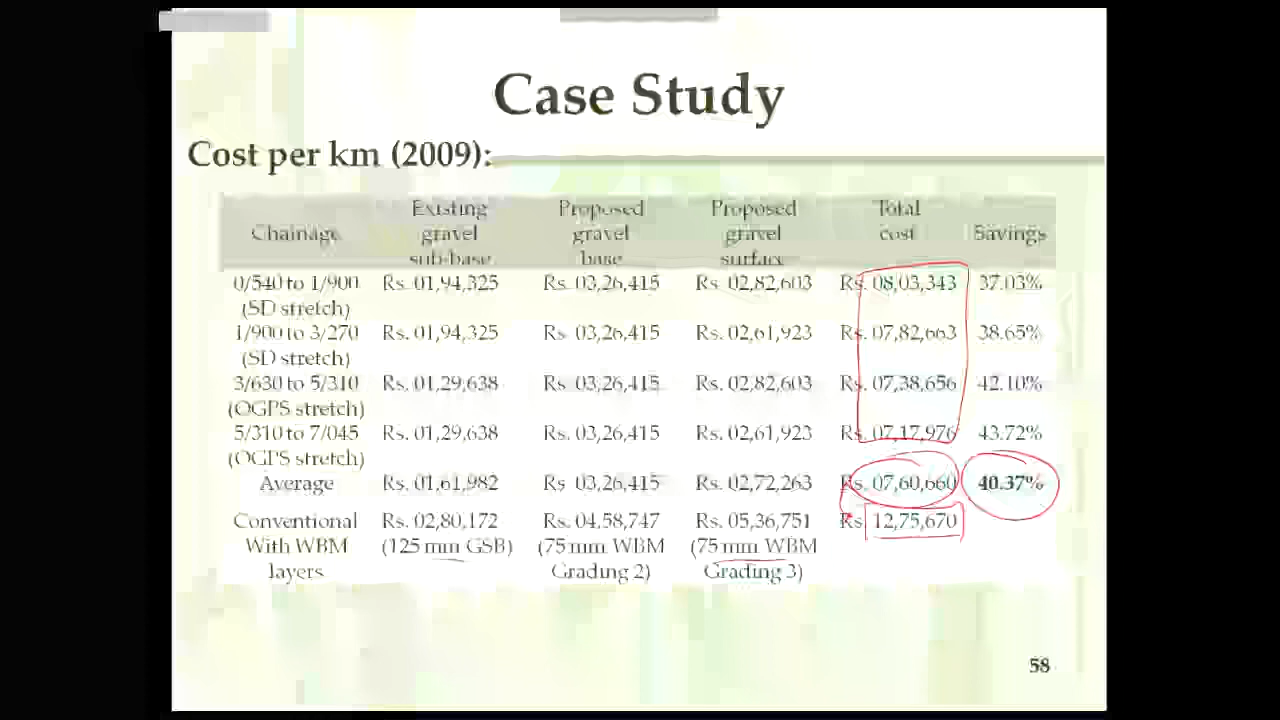 Case Study
Cost per km (2009):
Chainage Existing gravel sub-base Proposed gravel base Proposed gravel surface Total cost Savings
0/540 to 1/900 (SD stretch) Rs. 01,94,325 Rs. 03,26,415 Rs. 02,82,603 Rs. 08,03,343 37.03%
1/900 to 3/270 (SD stretch) Rs. 01,94,325 Rs. 03,26,415 Rs. 02,61,923 Rs. 07,82,663 38.65%
3/630 to 5/310 (OGPS stretch) Rs. 01,29,638 Rs. 03,26,415 Rs. 02,82,603 Rs. 07,38,656 42.10%
5/310 to 7/045 (OGPS stretch) Rs. 01,29,638 Rs. 03,26,415 Rs. 02,61,923 Rs. 07,17,976 43.72%
Average Rs. 01,61,982 Rs 03,26,415 Rs. 02,72,263 Rs. 07,60,660 40.37%
Conventional With WBM layers Rs. 02,80,172 (125 mm GSB) Rs. 04,58,747 (75 mm WBM Grading 2) Rs. 05,36,751 (75 mm WBM Grading 3) Rs. 12,75,670
58